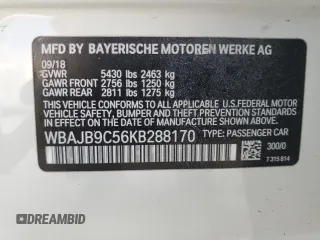 MFD BY BAYERISCHE MOTOREN WERKE AG
09/18
GVWR 5430 lbs 2463 kg
GAWR FRONT 2756 lbs 1250 kg
GAWR REAR 2811 lbs 1275 kg
THIS VEHICLE CONFORMS TO ALL APPLICABLE U.S. FEDERAL MOTOR
VEHICLE SAFETY, BUMPER, AND THEFT PREVENTION STANDARDS
IN EFFECT ON THE DATE OF MANUFACTURE SHOWN ABOVE.
WBAJB9C56KB288170 TYPE: PASSENGER CAR
300/0
7 315 814
AUTOBIDMASTER